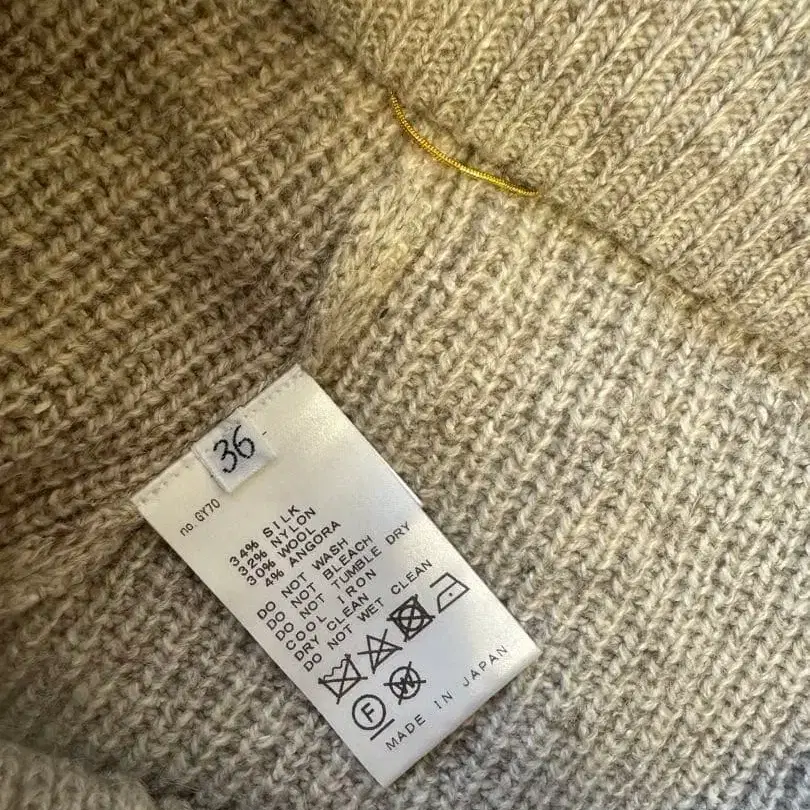 36
no.GY70
34% SILK
32% NYLON
30% WOOL
4% ANGORA
DO NOT WASH
DO NOT BLEACH
DO NOT TUMBLE DRY
COOL IRON
DRY CLEAN
DO NOT WET CLEAN
F W
MADE IN JAPAN